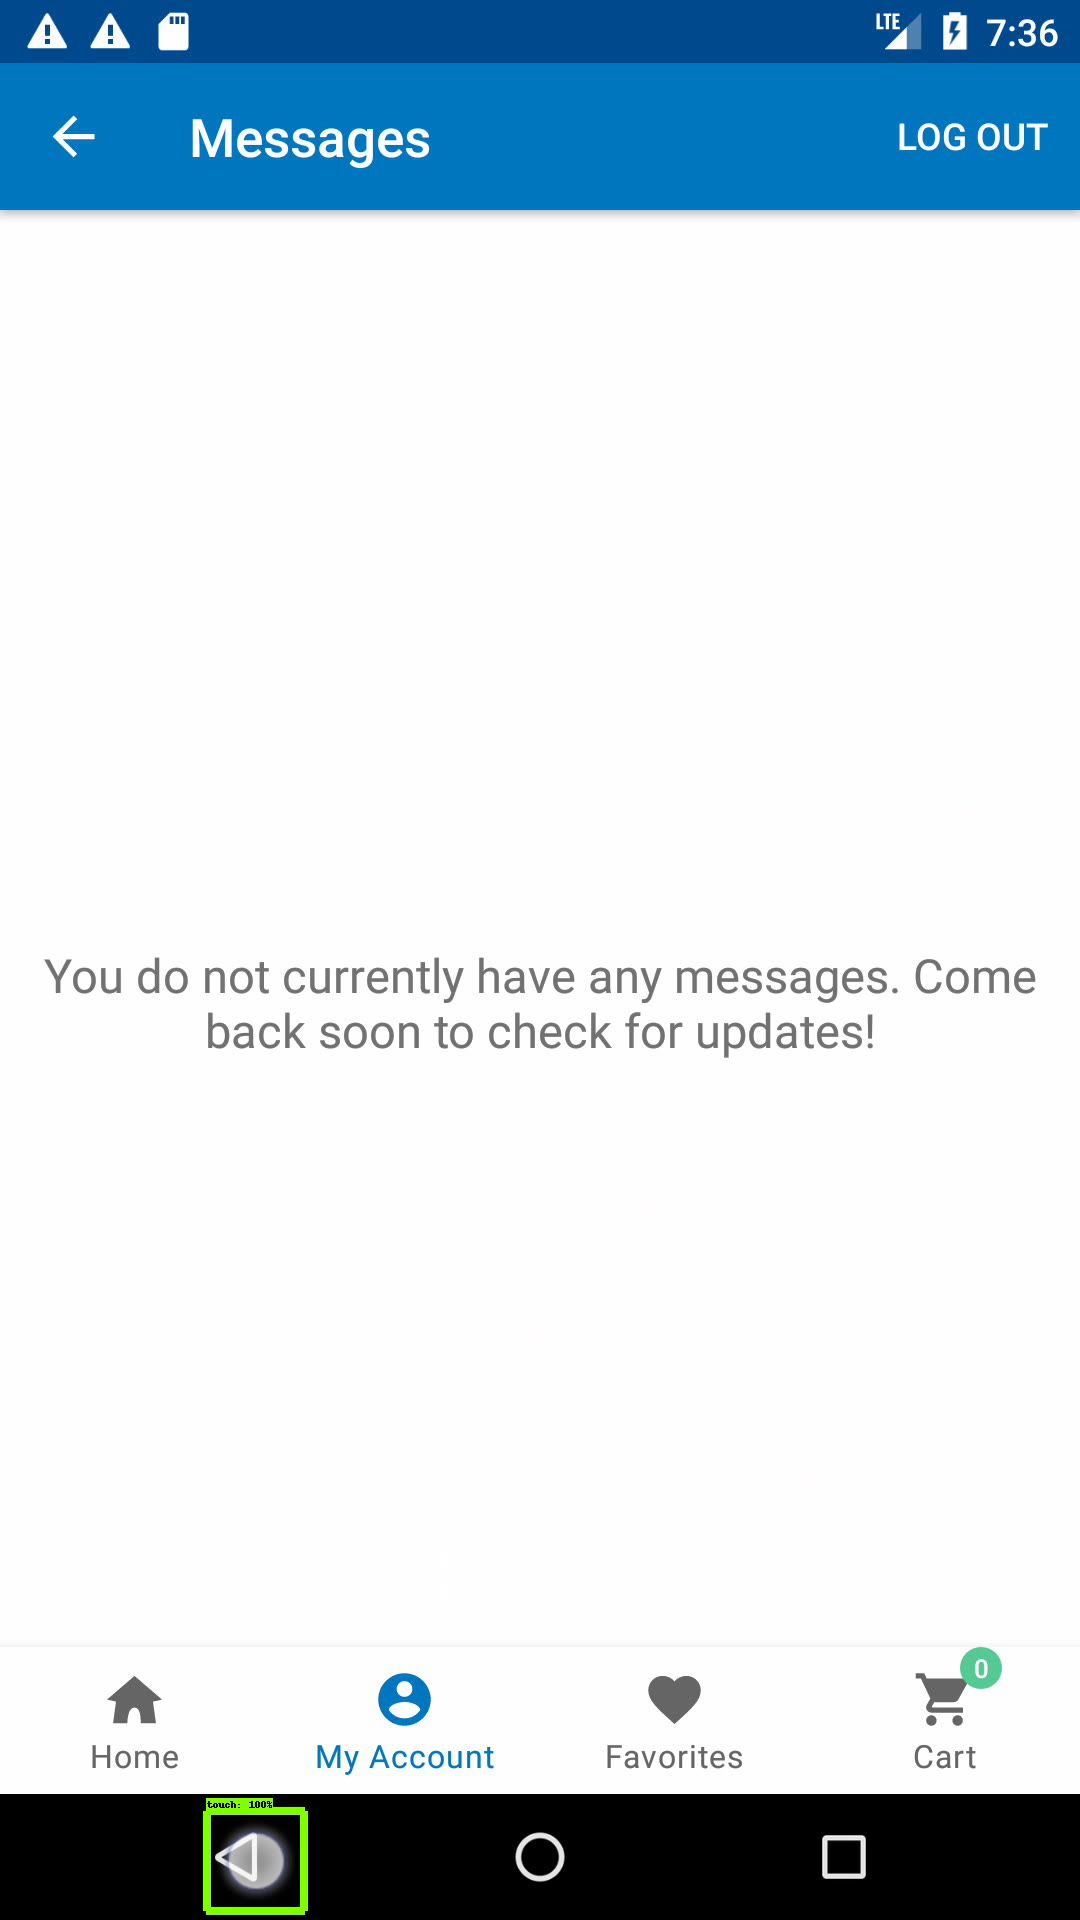 LTE 7:36
Messages LOG OUT
You do not currently have any messages. Come
back soon to check for updates!
0
Home My Account Favorites Cart
touch: 100%